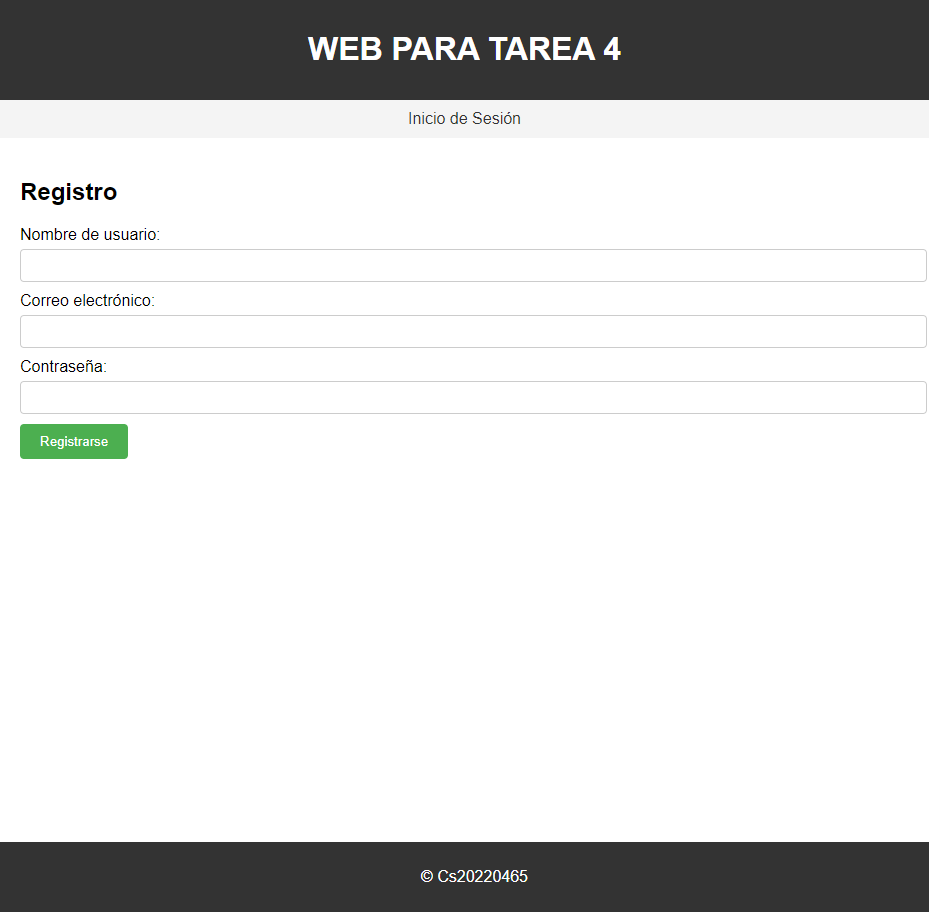 WEB PARA TAREA 4
Inicio de Sesión
Registro
Nombre de usuario:
Correo electrónico:
Contraseña:
Registrarse
© Cs20220465